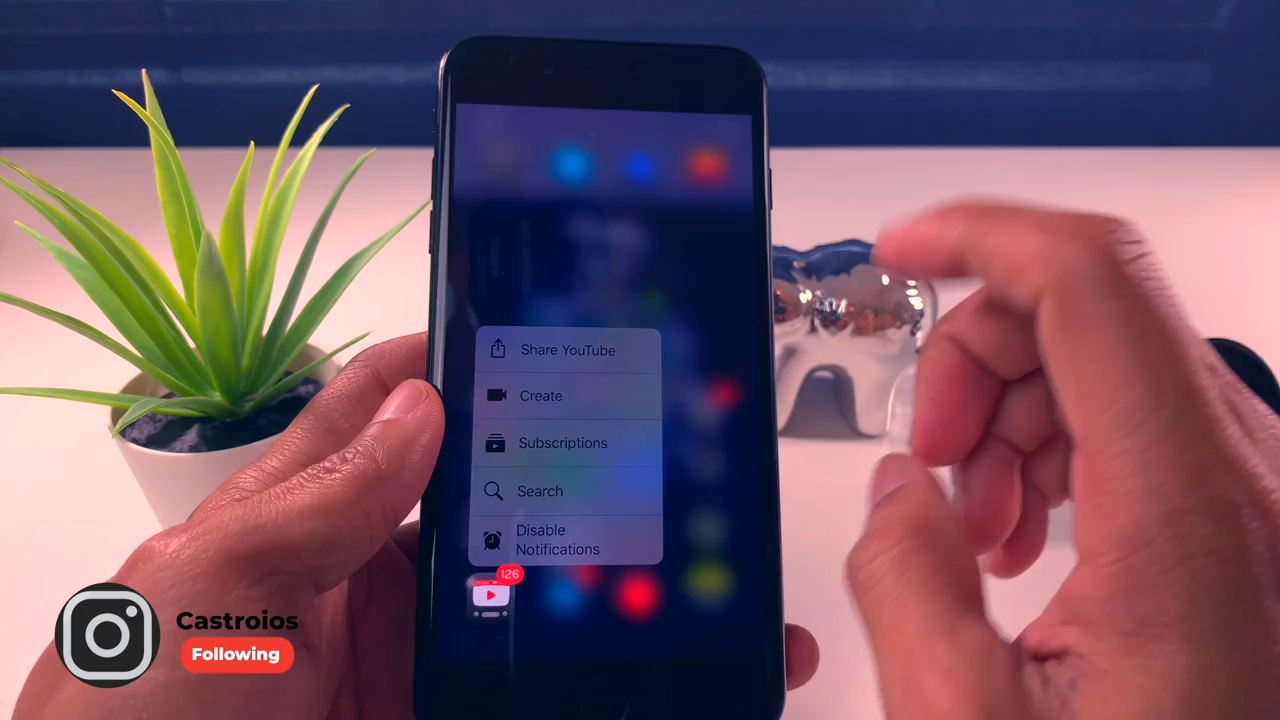 Share YouTube
Create
Subscriptions
Search
Disable
Notifications
126
Castroios
Following